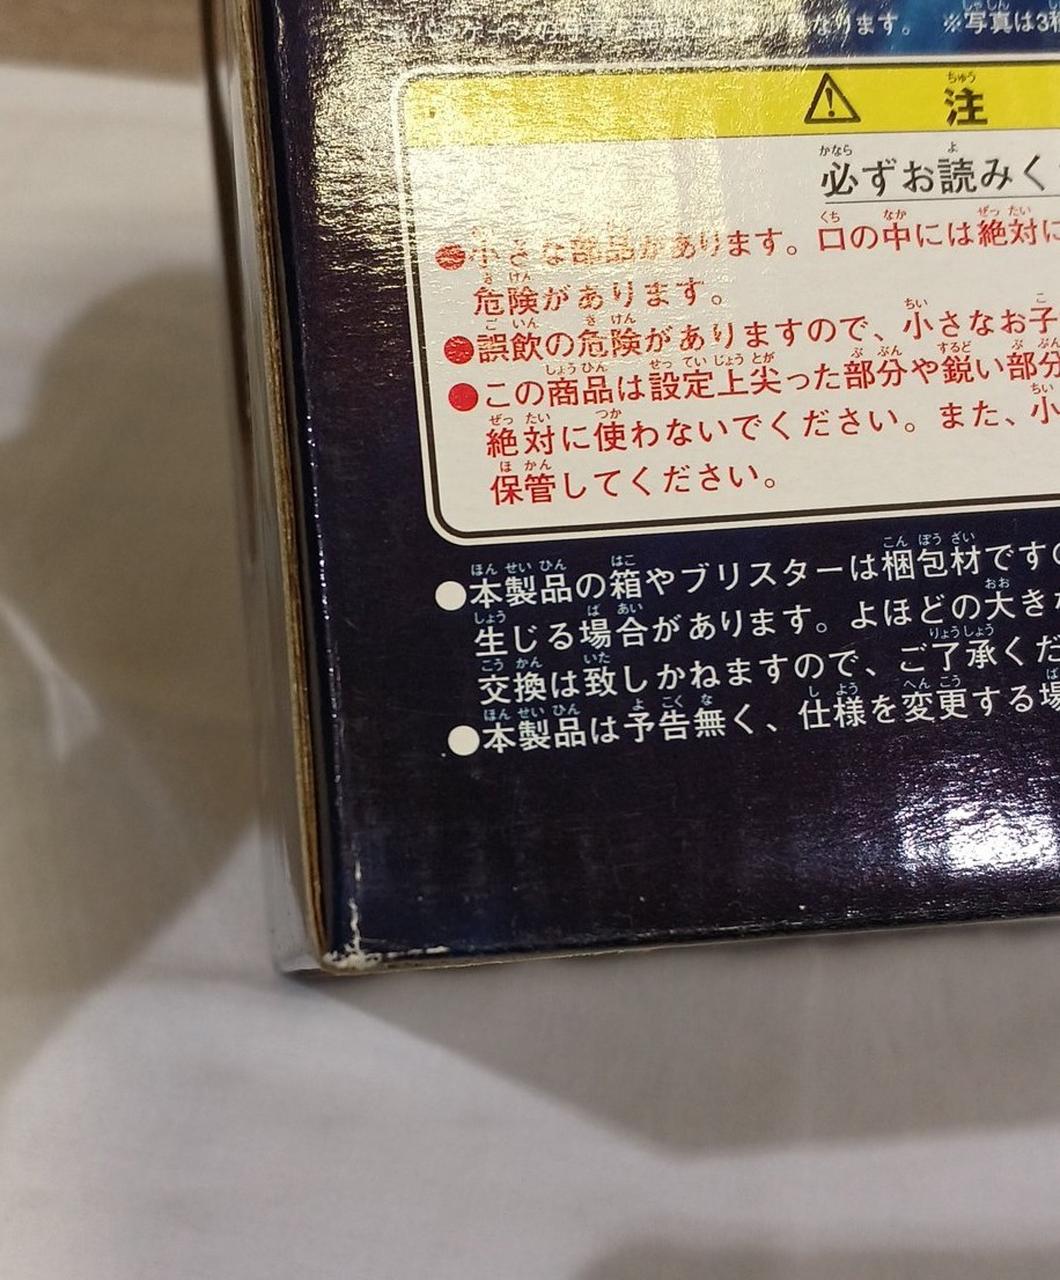 なります。 ※写真は3
⚠ 注
必ずお読みく
●小さな部品があります。口の中には絶対に
危険があります。
●誤飲の危険がありますので、小さなお子
●この商品は設定上尖った部分や鋭い部分
絶対に使わないでください。また、小
保管してください。
●本製品の箱やブリスターは梱包材ですの
生じる場合があります。よほどの大き
交換は致しかねますので、ご了承くだ
●本製品は予告無く、仕様を変更する場